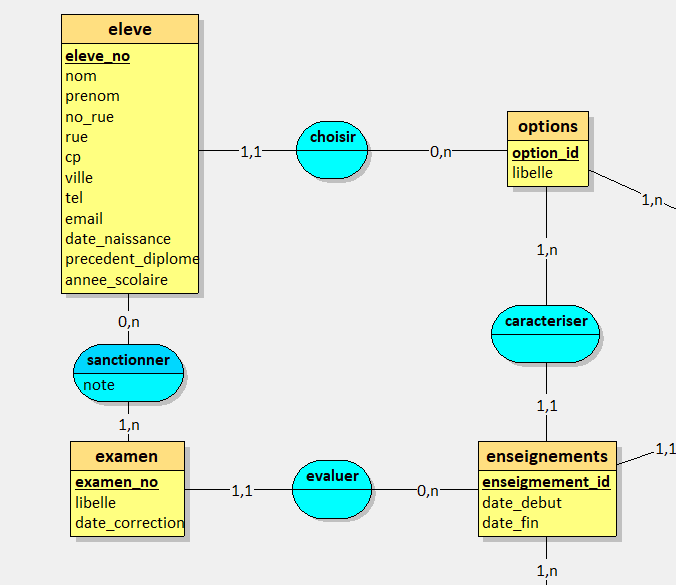 eleve
eleve_no
nom
prenom
no_rue
rue
cp
ville
tel
email
date_naissance
precedent_diplome
annee_scolaire
1,1
choisir
0,n
options
option_id
libelle
1,n
1,n
caracteriser
1,1
0,n
sanctionner
note
1,n
examen
examen_no
libelle
date_correction
1,1
evaluer
0,n
enseignements
enseigmement_id
date_debut
date_fin
1,1
1,n